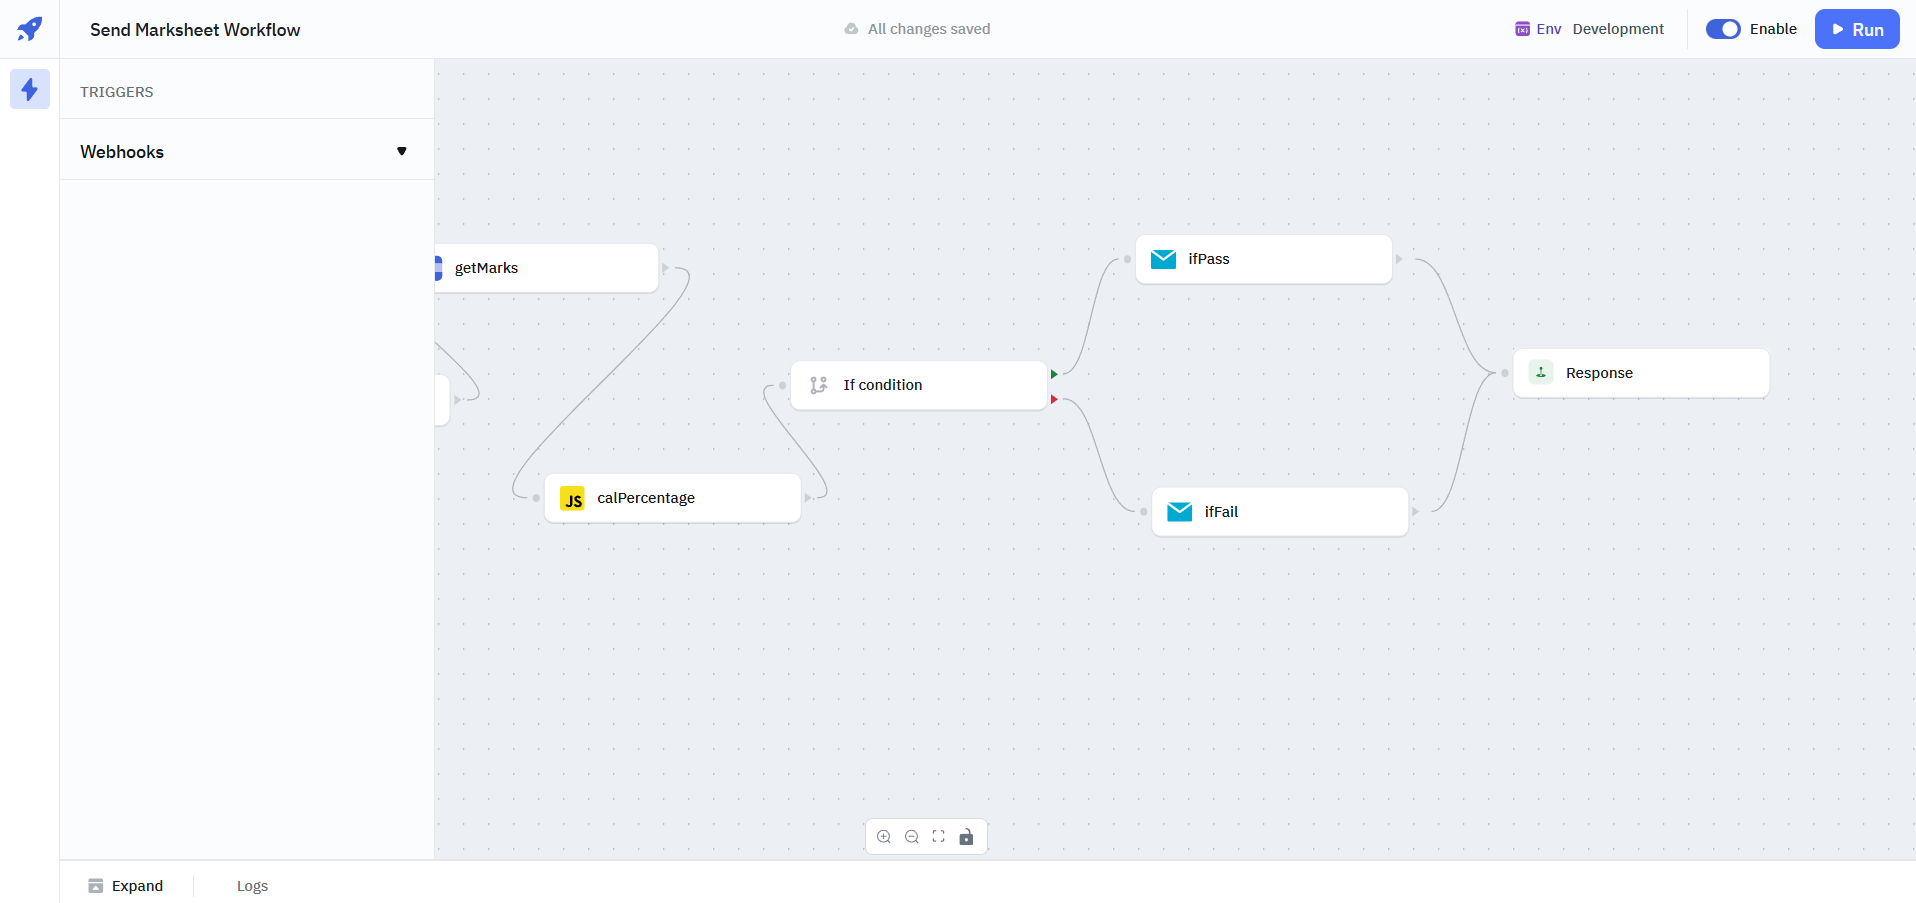 Send Marksheet Workflow
All changes saved
Env Development
Enable
Run
TRIGGERS
Webhooks
getMarks
ifPass
If condition
Response
JS calPercentage
ifFail
Expand
Logs